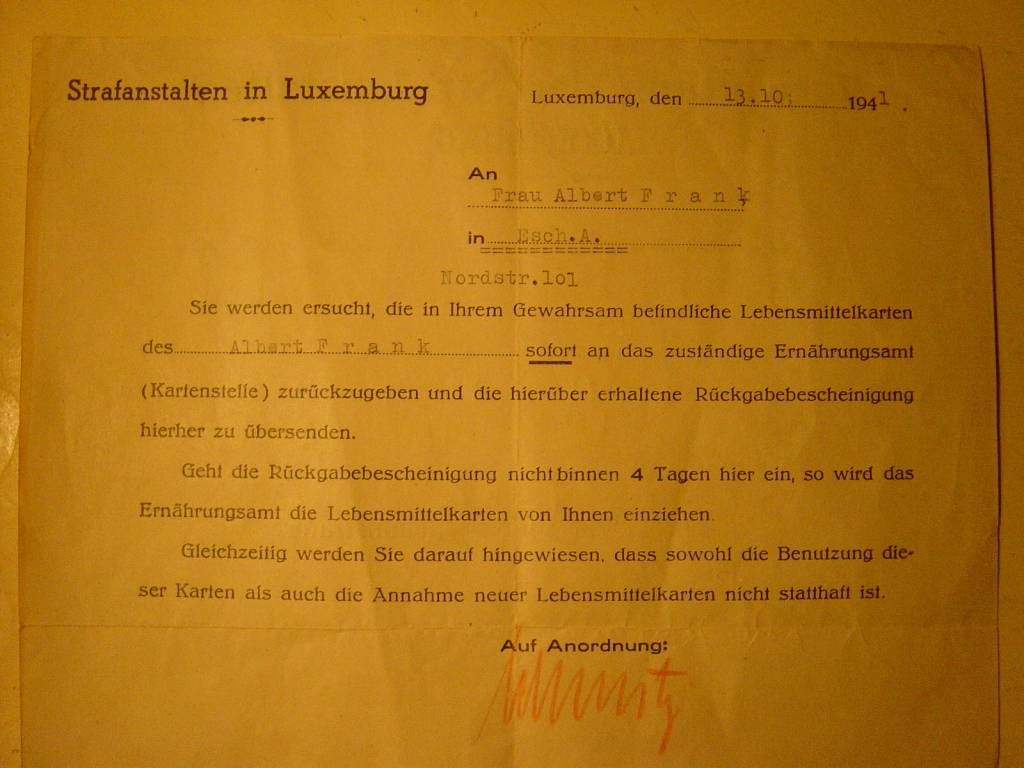 Strafanstalten in Luxemburg
Luxemburg, den 13.10. 1941.
An
Frau Albert F r a n k
in Esch.A.
Nordstr.1o1
Sie werden ersucht, die in Ihrem Gewahrsam befindliche Lebensmittelkarten
des Albert F r a n k sofort an das zuständige Ernährungsamt
(Kartenstelle) zurückzugeben und die hierüber erhaltene Rückgabebescheinigung
hierher zu übersenden.
Geht die Rückgabebescheinigung nicht binnen 4 Tagen hier ein, so wird das
Ernährungsamt die Lebensmittelkarten von Ihnen einziehen.
Gleichzeitig werden Sie darauf hingewiesen, dass sowohl die Benutzung die-
ser Karten als auch die Annahme neuer Lebensmittelkarten nicht statthaft ist.
Auf Anordnung: